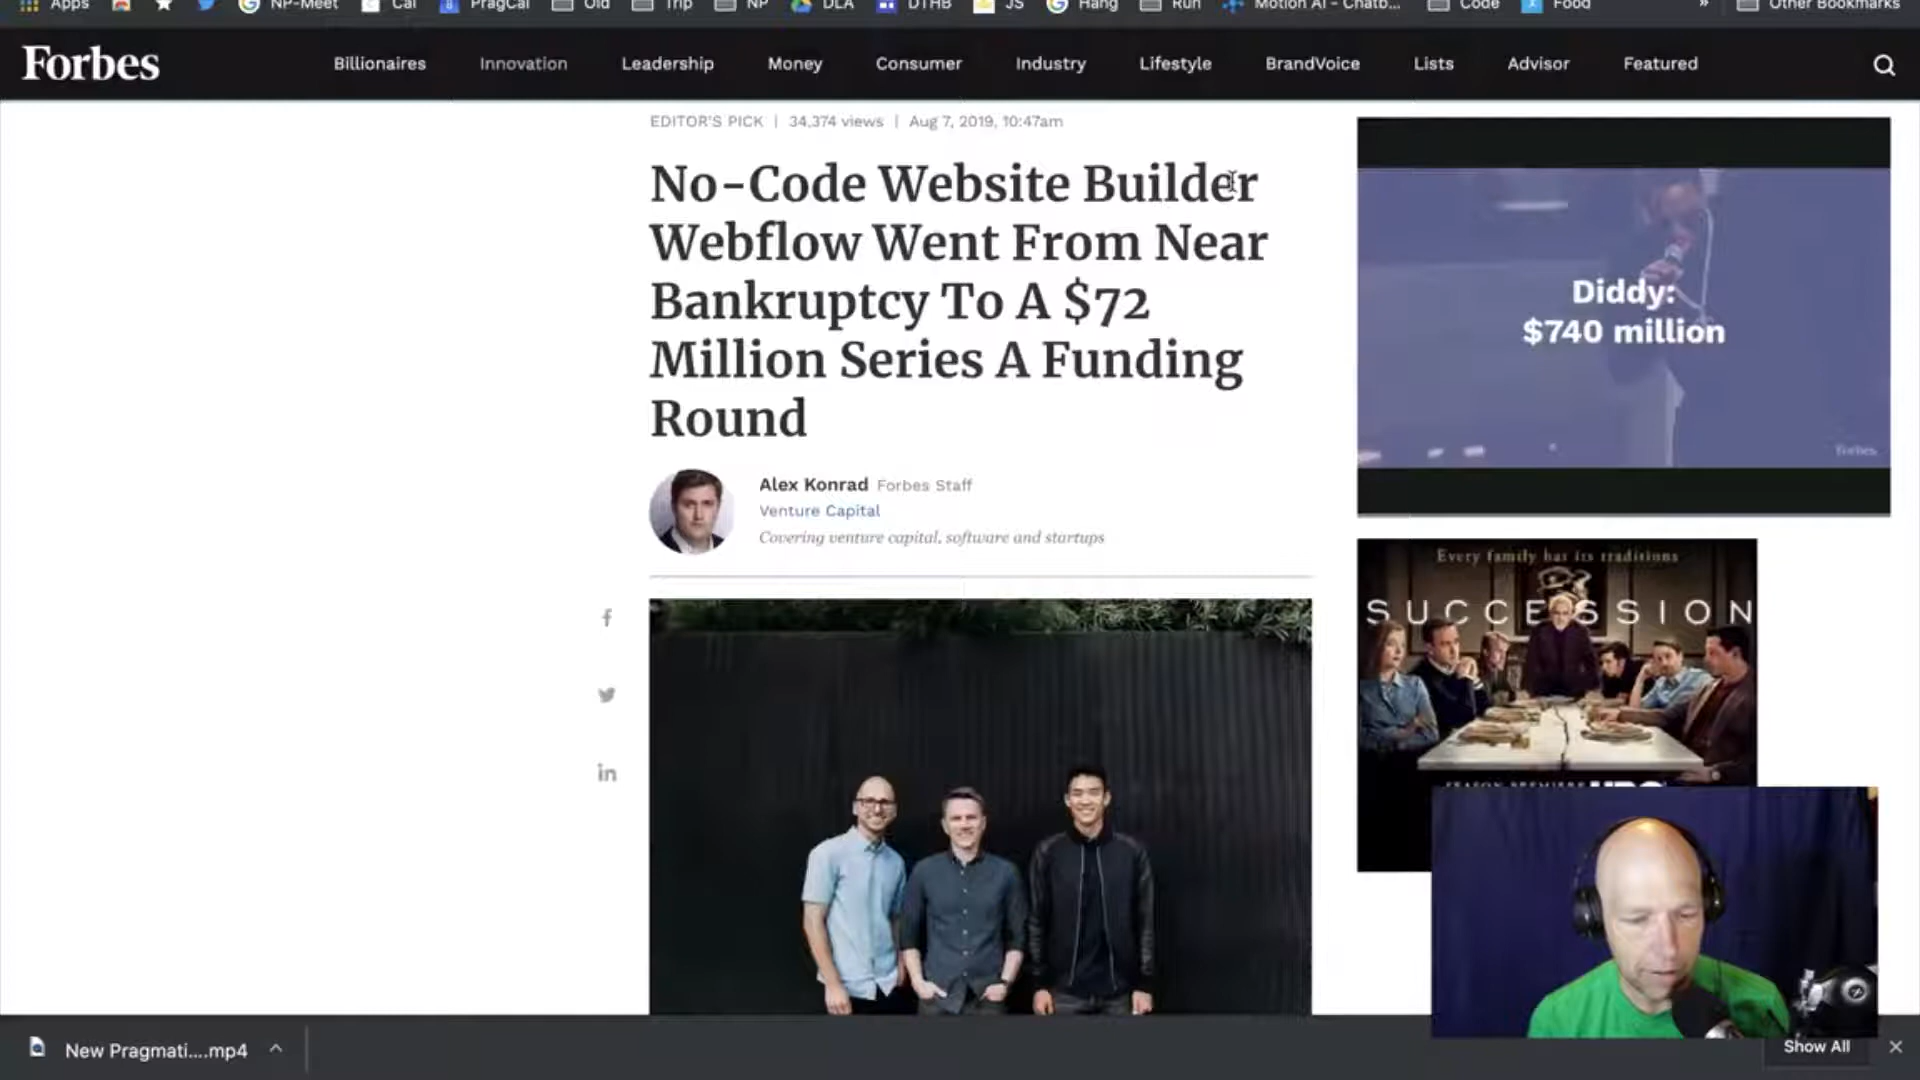 Apps
NP-Meet
Cal
PragCal
Old
Trip
NP
DLA
DTHB
JS
Hang
Run
Motion AI - Chatb...
Code
Food
»
Other Bookmarks
Forbes
Billionaires
Innovation
Leadership
Money
Consumer
Industry
Lifestyle
BrandVoice
Lists
Advisor
Featured
EDITOR'S PICK | 34,374 views | Aug 7, 2019, 10:47am
No-Code Website Builder
Webflow Went From Near
Bankruptcy To A $72
Million Series A Funding
Round
Alex Konrad Forbes Staff
Venture Capital
Covering venture capital, software and startups
Diddy:
$740 million
Forbes
Every family has its traditions
SUCCESSION
SEASON PREMIERE
New Pragmati....mp4
Show All